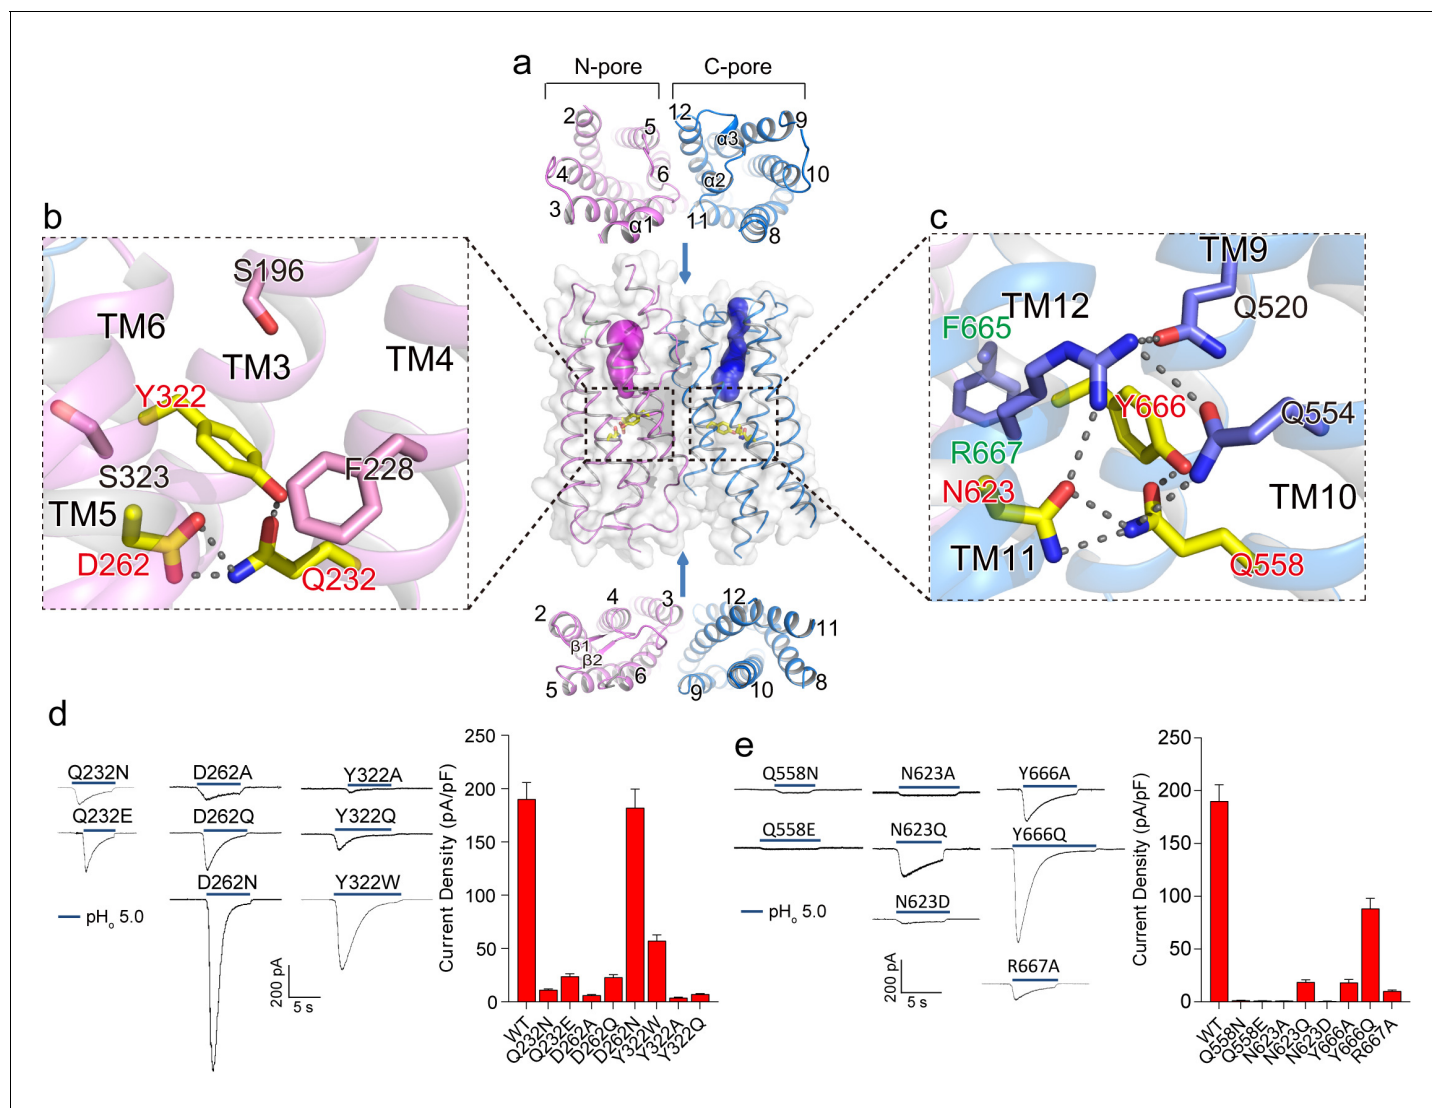 a
N-pore
C-pore
2
5
12
9
α3
4
6
α2
10
3
α1
11
8
b
S196
TM6
TM3
TM4
Y322
S323
F228
TM5
D262
Q232
c
TM9
TM12
Q520
F665
Y666
Q554
R667
N623
TM10
TM11
Q558
2
4
3
12
11
β1
β2
5
6
9
10
8
d
Q232N
D262A
Y322A
Q232E
D262Q
Y322Q
D262N
Y322W
pHo 5.0
200 pA
5 s
Current Density (pA/pF)
250
200
150
100
50
0
WT
Q232N
Q232E
D262A
D262Q
D262N
Y322W
Y322A
Y322Q
e
Q558N
N623A
Y666A
Q558E
N623Q
Y666Q
N623D
pHo 5.0
R667A
200 pA
5 s
Current Density (pA/pF)
250
200
150
100
50
0
WT
Q558N
Q558E
N623A
N623Q
N623D
Y666A
Y666Q
R667A